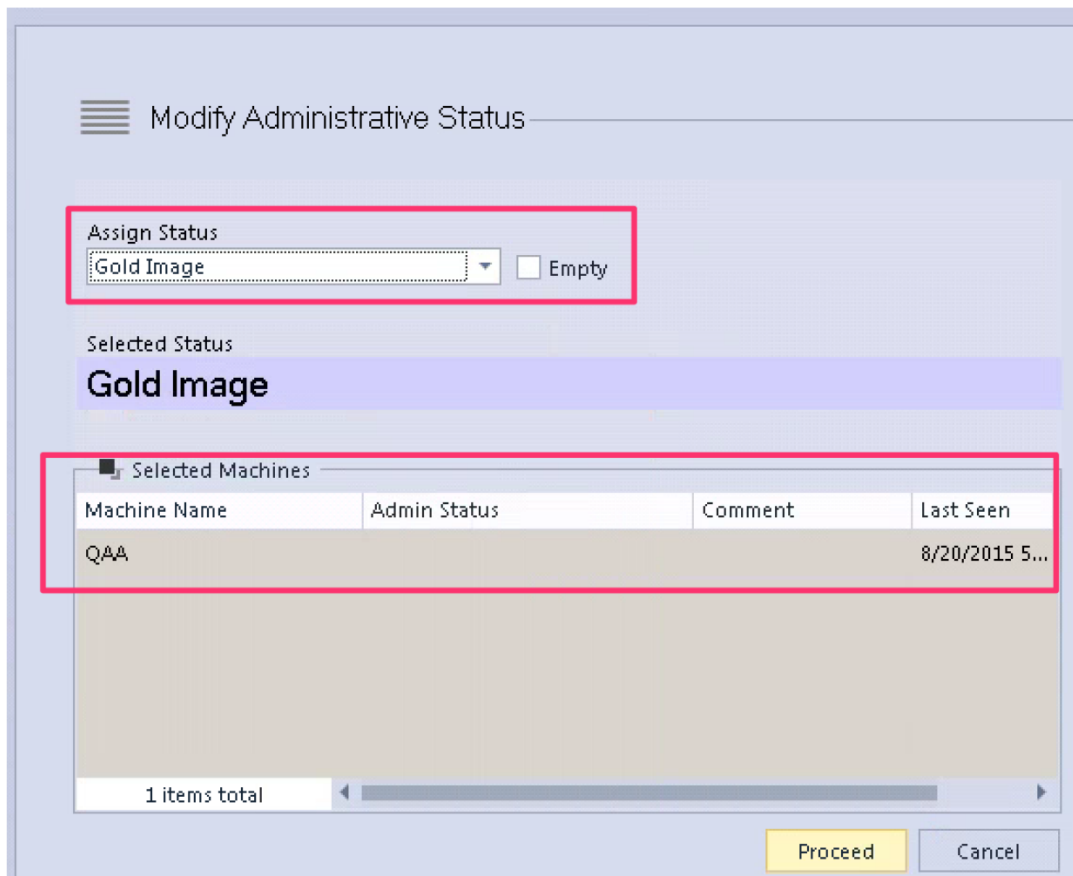 Modify Administrative Status
Assign Status
Gold Image Empty
Selected Status
Gold Image
Selected Machines
Machine Name Admin Status Comment Last Seen
QAA 8/20/2015 5...
1 items total
Proceed Cancel